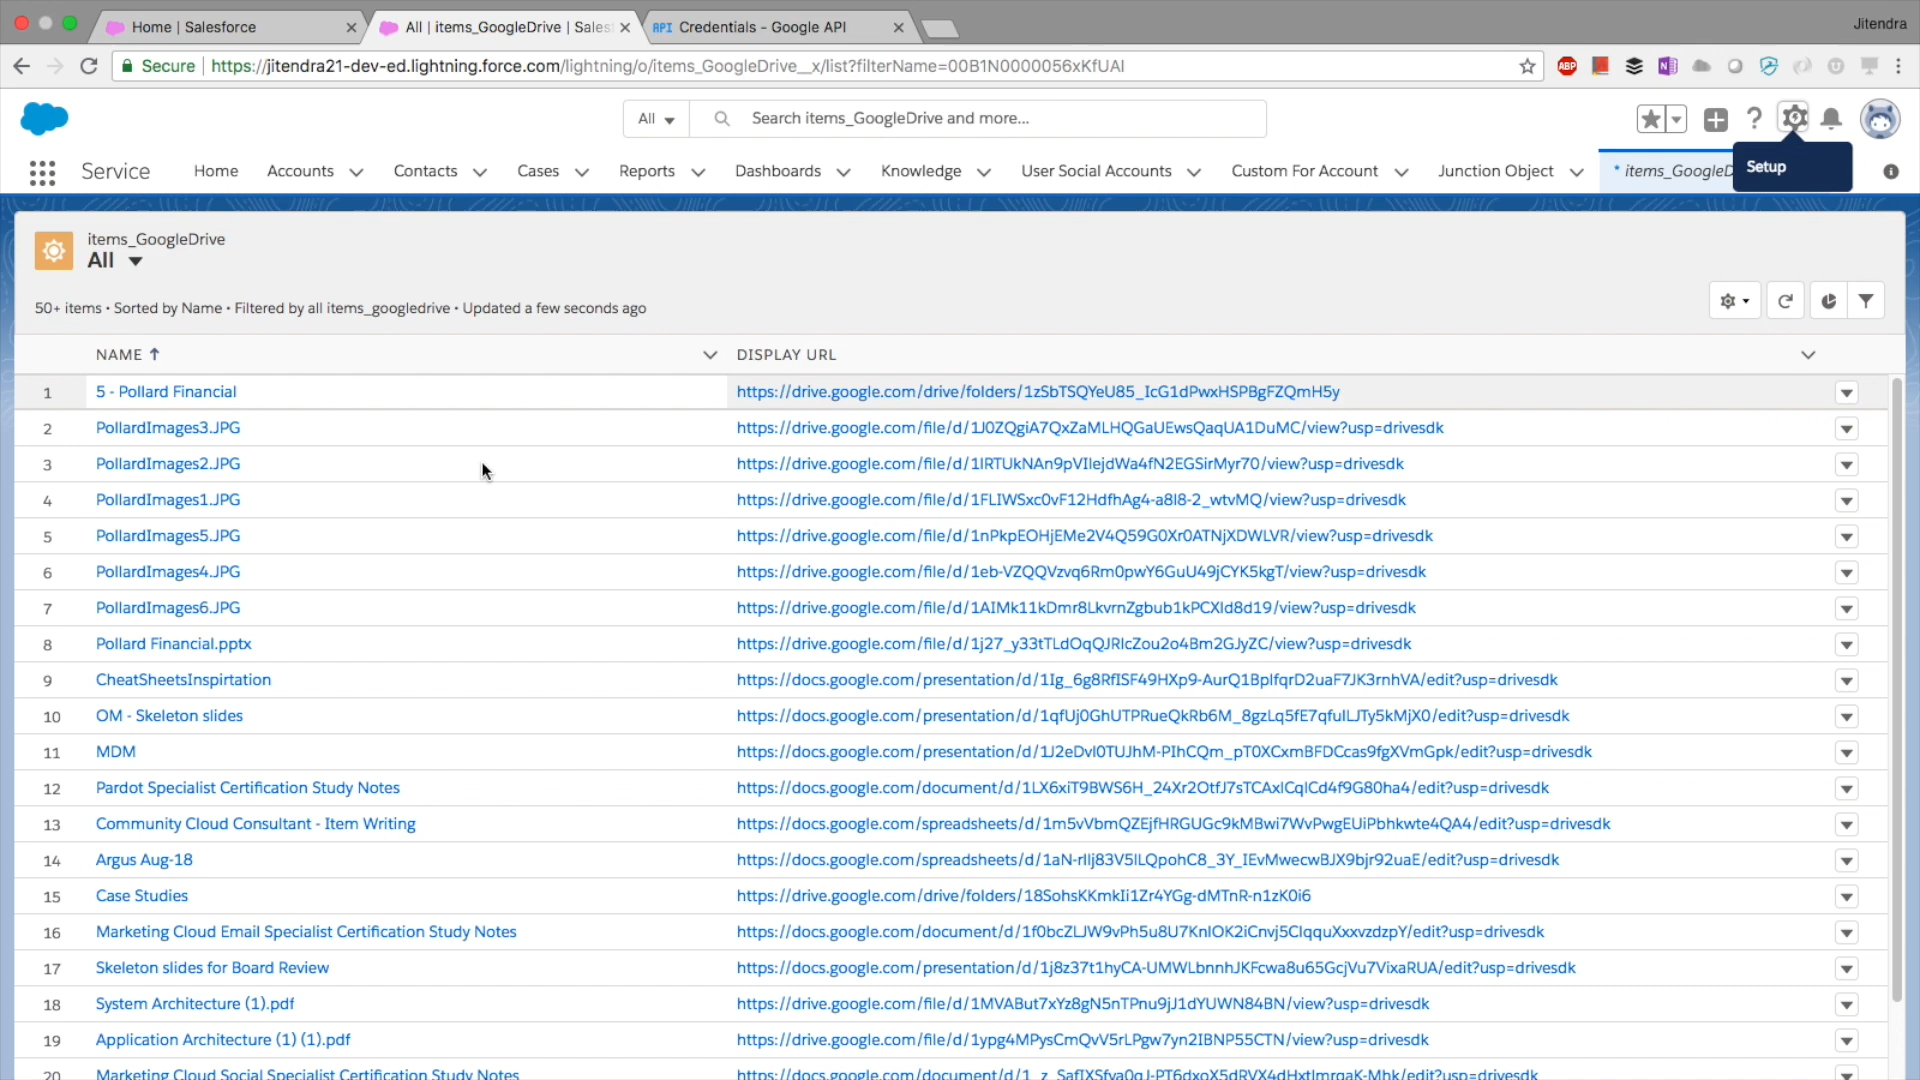 Home | Salesforce
All | items_GoogleDrive | Sales
API Credentials - Google API
Jitendra
Secure https://jitendra21-dev-ed.lightning.force.com/lightning/o/items_GoogleDrive__x/list?filterName=00B1N0000056xKfUAI
ABP
All Search items_GoogleDrive and more...
Service Home Accounts Contacts Cases Reports Dashboards Knowledge User Social Accounts Custom For Account Junction Object * items_GoogleD
Setup
items_GoogleDrive
All
50+ items • Sorted by Name • Filtered by all items_googledrive • Updated a few seconds ago
NAME DISPLAY URL
1 5 - Pollard Financial https://drive.google.com/drive/folders/1zSbTSQYeU85_IcG1dPwxHSPBgFZQmH5y
2 PollardImages3.JPG https://drive.google.com/file/d/1J0ZQgiA7QxZaMLHQGaUEwsQaqUA1DuMC/view?usp=drivesdk
3 PollardImages2.JPG https://drive.google.com/file/d/1IRTUkNAn9pVIlejdWa4fN2EGSirMyr70/view?usp=drivesdk
4 PollardImages1.JPG https://drive.google.com/file/d/1FLIWSxc0vF12HdfhAg4-a8l8-2_wtvMQ/view?usp=drivesdk
5 PollardImages5.JPG https://drive.google.com/file/d/1nPkpEOHjEMe2V4Q59G0Xr0ATNjXDWLVR/view?usp=drivesdk
6 PollardImages4.JPG https://drive.google.com/file/d/1eb-VZQQVzvq6Rm0pwY6GuU49jCYK5kgT/view?usp=drivesdk
7 PollardImages6.JPG https://drive.google.com/file/d/1AIMk11kDmr8LkvrnZgbub1kPCXId8d19/view?usp=drivesdk
8 Pollard Financial.pptx https://drive.google.com/file/d/1j27_y33tTLdOqQJRIcZou2o4Bm2GJyZC/view?usp=drivesdk
9 CheatSheetsInspirtation https://docs.google.com/presentation/d/1Ig_6g8RfISF49HXp9-AurQ1BplfqrD2uaF7JK3rnhVA/edit?usp=drivesdk
10 OM - Skeleton slides https://docs.google.com/presentation/d/1qfUj0GhUTPRueQkRb6M_8gzLq5fE7qfuILJTy5kMjX0/edit?usp=drivesdk
11 MDM https://docs.google.com/presentation/d/1J2eDvI0TUJhM-PIhCQm_pT0XCxmBFDCcas9fgXVmGpk/edit?usp=drivesdk
12 Pardot Specialist Certification Study Notes https://docs.google.com/document/d/1LX6xiT9BWS6H_24Xr2OtfJ7sTCAxlCqlCd4f9G80ha4/edit?usp=drivesdk
13 Community Cloud Consultant - Item Writing https://docs.google.com/spreadsheets/d/1m5vVbmQZEjfHRGUGc9kMBwi7WvPwgEUiPbhkwte4QA4/edit?usp=drivesdk
14 Argus Aug-18 https://docs.google.com/spreadsheets/d/1aN-rIlj83V5ILQpohC8_3Y_IEvMwecwBJX9bjr92uaE/edit?usp=drivesdk
15 Case Studies https://drive.google.com/drive/folders/18SohsKKmkIi1Zr4YGg-dMTnR-n1zK0i6
16 Marketing Cloud Email Specialist Certification Study Notes https://docs.google.com/document/d/1f0bcZLJW9vPh5u8U7KnIOK2iCnvj5CIqquXxxvzdzpY/edit?usp=drivesdk
17 Skeleton slides for Board Review https://docs.google.com/presentation/d/1j8z37t1hyCA-UMWLbnnhJKFcwa8u65GcjVu7VixaRUA/edit?usp=drivesdk
18 System Architecture (1).pdf https://drive.google.com/file/d/1MVABut7xYz8gN5nTPnu9jJ1dYUWN84BN/view?usp=drivesdk
19 Application Architecture (1) (1).pdf https://drive.google.com/file/d/1ypg4MPysCmQvV5rLPgw7yn2IBNP55CTN/view?usp=drivesdk
20 Marketing Cloud Social Specialist Certification Study Notes